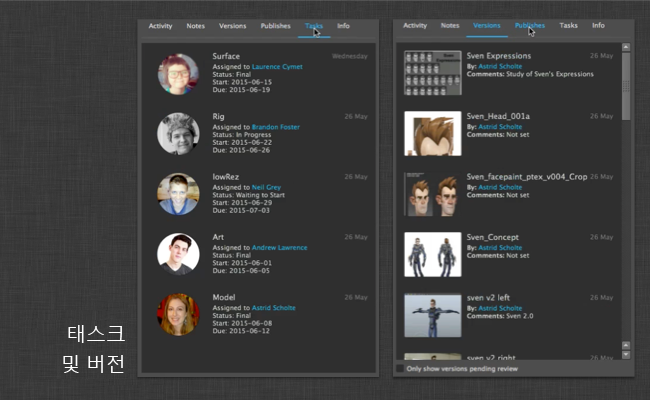 Activity Notes Versions Publishes Tasks Info
Surface Wednesday
Assigned to Laurence Cymet
Status: Final
Start: 2015-06-15
Due: 2015-06-19
Rig 26 May
Assigned to Brandon Foster
Status: In Progress
Start: 2015-06-22
Due: 2015-06-26
lowRez 26 May
Assigned to Neil Grey
Status: Waiting to Start
Start: 2015-06-29
Due: 2015-07-03
Art 26 May
Assigned to Andrew Lawrence
Status: Final
Start: 2015-06-01
Due: 2015-06-05
Model 26 May
Assigned to Astrid Scholte
Status: Final
Start: 2015-06-08
Due: 2015-06-12
Activity Notes Versions Publishes Tasks Info
Sven Expressions 26 May
By: Astrid Scholte
Comments: Study of Sven's Expressions
Sven_Head_001a 26 May
By: Astrid Scholte
Comments: Not set
Sven_facepaint_ptex_v004_Crop 26 May
By: Astrid Scholte
Comments: Not set
Sven_Concept 26 May
By: Astrid Scholte
Comments: Not set
sven v2 left 26 May
By: Astrid Scholte
Comments: Sven 2.0
sven v2 right 26 May
Only show versions pending review
태스크
및 버전